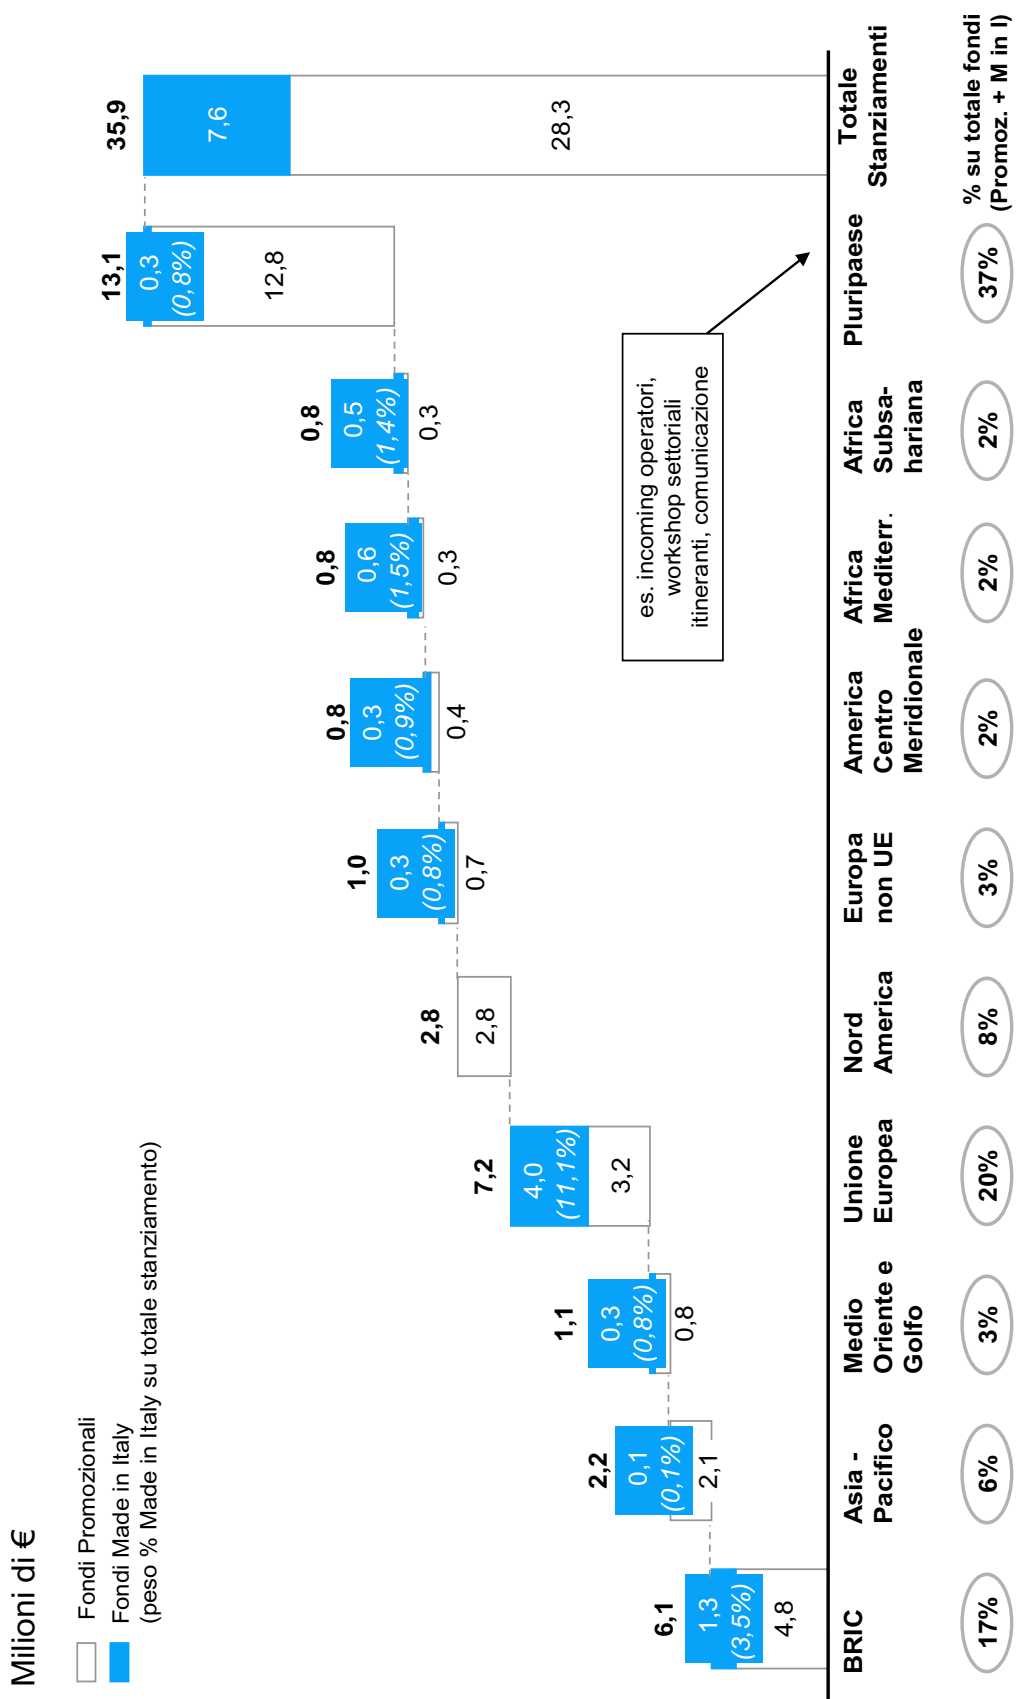 Milioni di €
Fondi Promozionali
Fondi Made in Italy
(peso % Made in Italy su totale stanziamento)
6,1
1,3
(3,5%)
4,8
2,2
0,1
(0,1%)
2,1
1,1
0,3
(0,8%)
0,8
7,2
4,0
(11,1%)
3,2
2,8
2,8
1,0
0,3
(0,8%)
0,7
0,8
0,3
(0,9%)
0,4
0,8
0,6
(1,5%)
0,3
0,8
0,5
(1,4%)
0,3
13,1
0,3
(0,8%)
12,8
35,9
7,6
28,3
es. incoming operatori,
workshop settoriali
itineranti, comunicazione
BRIC
Asia -
Pacifico
Medio
Oriente e
Golfo
Unione
Europea
Nord
America
Europa
non UE
America
Centro
Meridionale
Africa
Mediterr.
Africa
Subsa-
hariana
Pluripaese
Totale
Stanziamenti
17%
6%
3%
20%
8%
3%
2%
2%
2%
37%
% su totale fondi
(Promoz. + M in I)